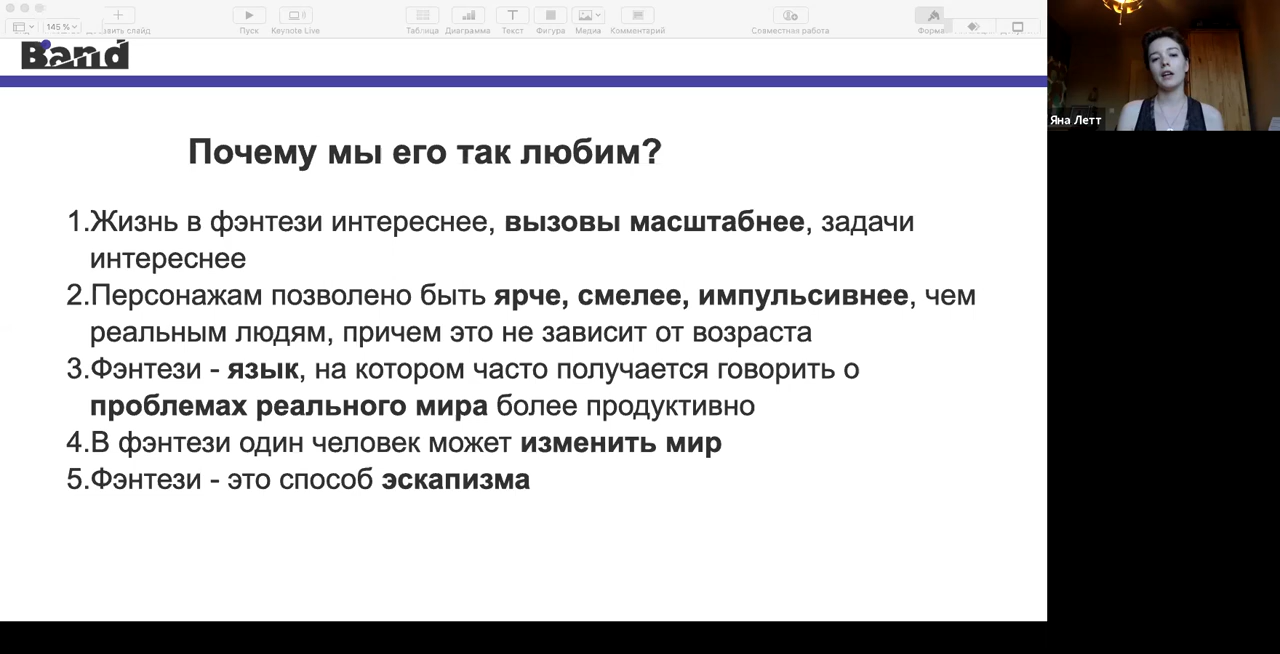 145 %
Пуск
Keynote Live
Таблица
Диаграмма
Текст
Фигура
Медиа
Комментарий
Совместная работа
Band
Яна Летт
Почему мы его так любим?
1.Жизнь в фэнтези интереснее, вызовы масштабнее, задачи
интереснее
2.Персонажам позволено быть ярче, смелее, импульсивнее, чем
реальным людям, причем это не зависит от возраста
3.Фэнтези - язык, на котором часто получается говорить о
проблемах реального мира более продуктивно
4.В фэнтези один человек может изменить мир
5.Фэнтези - это способ эскапизма